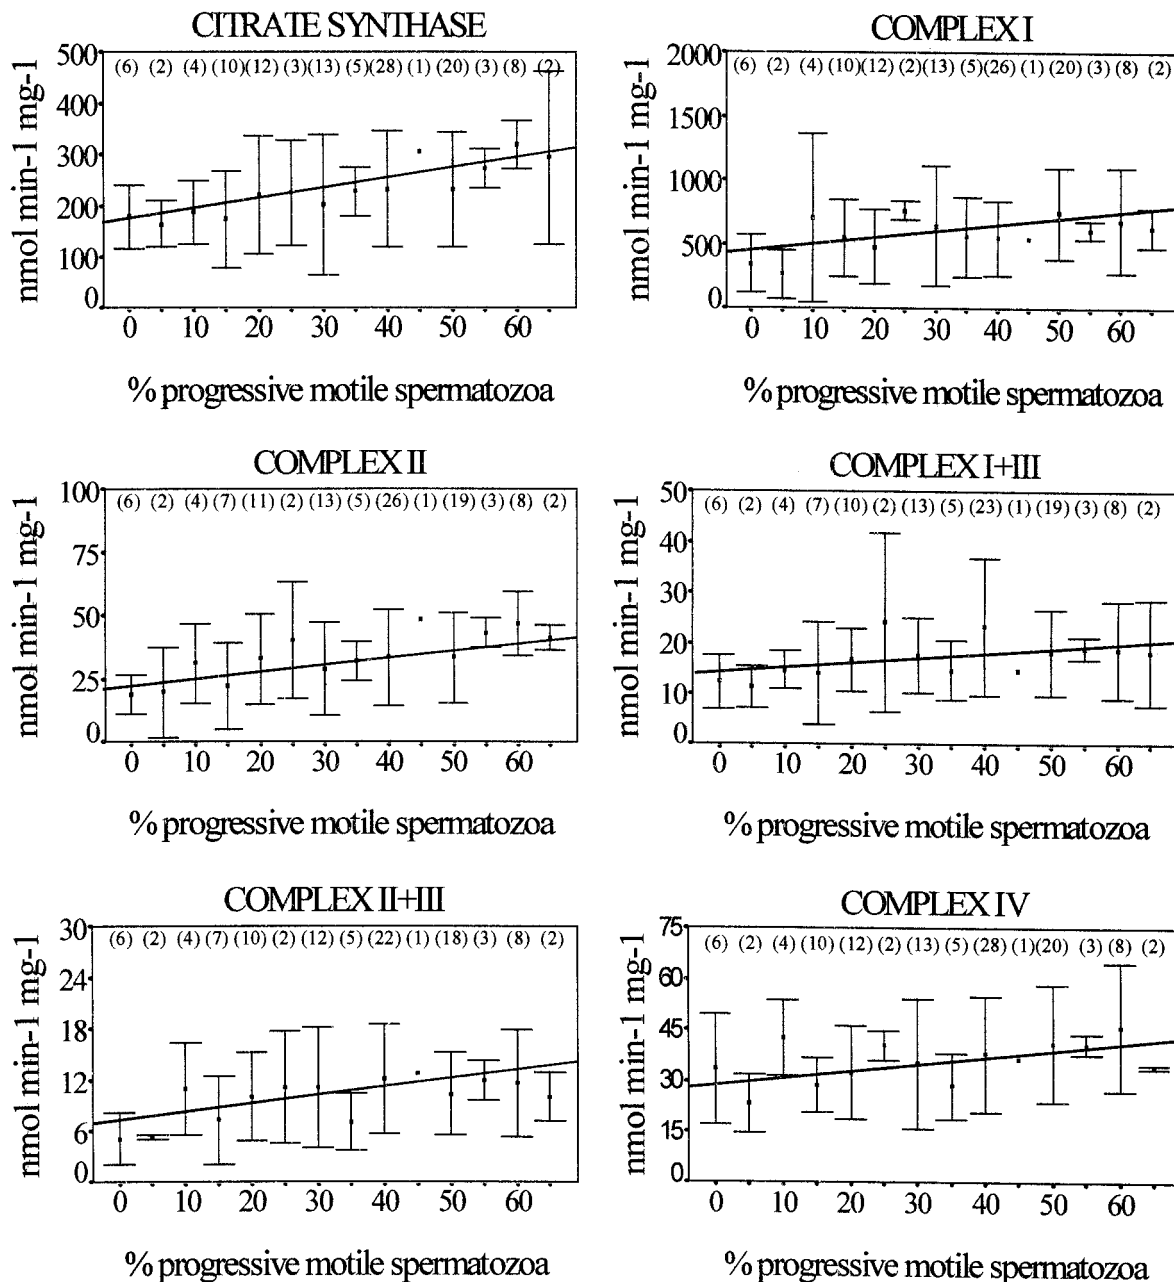 CITRATE SYNTHASE
nmol min-1 mg-1
500
400
300
200
100
0
(6) (2) (4) (10)(12) (3)(13) (5)(28) (1) (20) (3) (8) (2)
0 10 20 30 40 50 60
% progressive motile spermatozoa
COMPLEX I
nmol min-1 mg-1
2000
1500
1000
500
0
(6) (2) (4) (10)(12) (2)(13) (5)(26) (1) (20) (3) (8) (2)
0 10 20 30 40 50 60
% progressive motile spermatozoa
COMPLEX II
nmol min-1 mg-1
100
75
50
25
0
(6) (2) (4) (7) (11) (2) (13) (5) (26) (1) (19) (3) (8) (2)
0 10 20 30 40 50 60
% progressive motile spermatozoa
COMPLEX I+III
nmol min-1 mg-1
50
40
30
20
10
0
(6) (2) (4) (7) (10) (2) (13) (5) (23) (1) (19) (3) (8) (2)
0 10 20 30 40 50 60
% progressive motile spermatozoa
COMPLEX II+III
nmol min-1 mg-1
30
24
18
12
6
0
(6) (2) (4) (7) (10) (2) (12) (5) (22) (1) (18) (3) (8) (2)
0 10 20 30 40 50 60
% progressive motile spermatozoa
COMPLEX IV
nmol min-1 mg-1
75
60
45
30
15
0
(6) (2) (4) (10) (12) (2) (13) (5) (28) (1)(20) (3) (8) (2)
0 10 20 30 40 50 60
% progressive motile spermatozoa